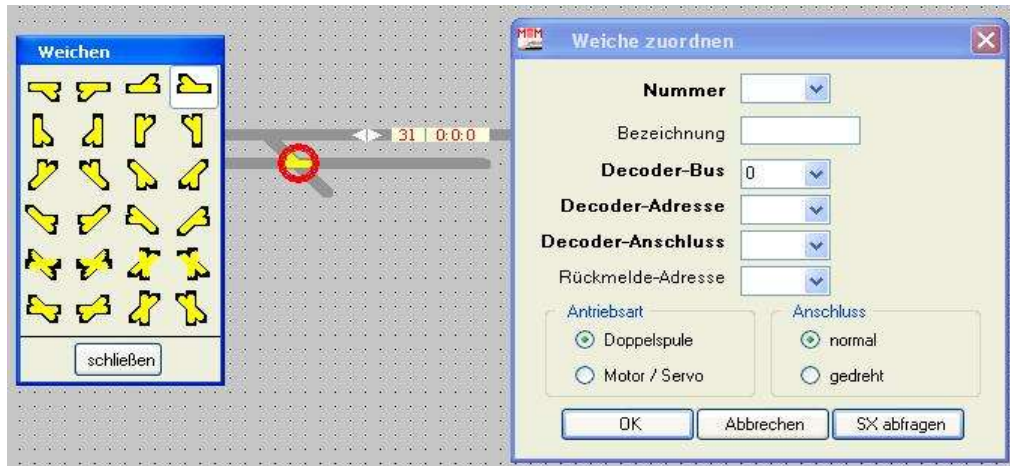 Weichen
schließen
31 | 0:0:0
MBM
Weiche zuordnen
Nummer
Bezeichnung
Decoder-Bus 0
Decoder-Adresse
Decoder-Anschluss
Rückmelde-Adresse
Antriebsart
Doppelspule
Motor / Servo
Anschluss
normal
gedreht
OK Abbrechen SX abfragen